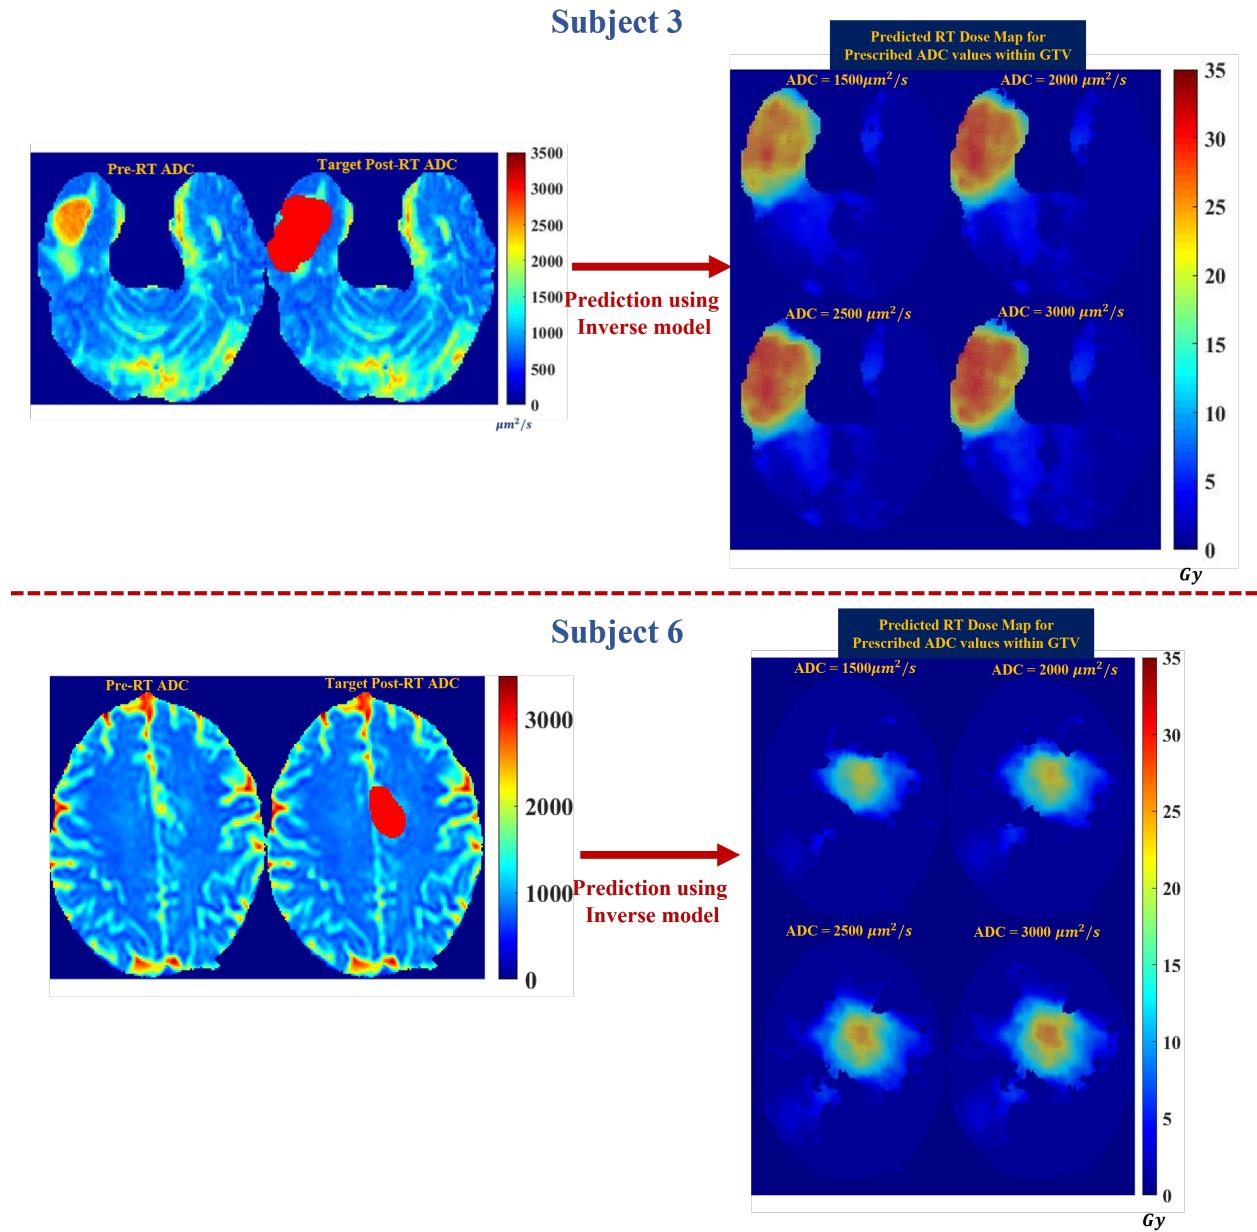 Subject 3
Predicted RT Dose Map for
Prescribed ADC values within GTV
ADC = 1500μm²/s
ADC = 2000 μm²/s
Pre-RT ADC
Target Post-RT ADC
3500
3000
2500
2000
1500
1000
500
0
μm²/s
Prediction using
Inverse model
ADC = 2500 μm²/s
ADC = 3000 μm²/s
35
30
25
20
15
10
5
0
Gy
Subject 6
Predicted RT Dose Map for
Prescribed ADC values within GTV
ADC = 1500μm²/s
ADC = 2000 μm²/s
Pre-RT ADC
Target Post-RT ADC
3000
2000
1000
0
Prediction using
Inverse model
ADC = 2500 μm²/s
ADC = 3000 μm²/s
35
30
25
20
15
10
5
0
Gy